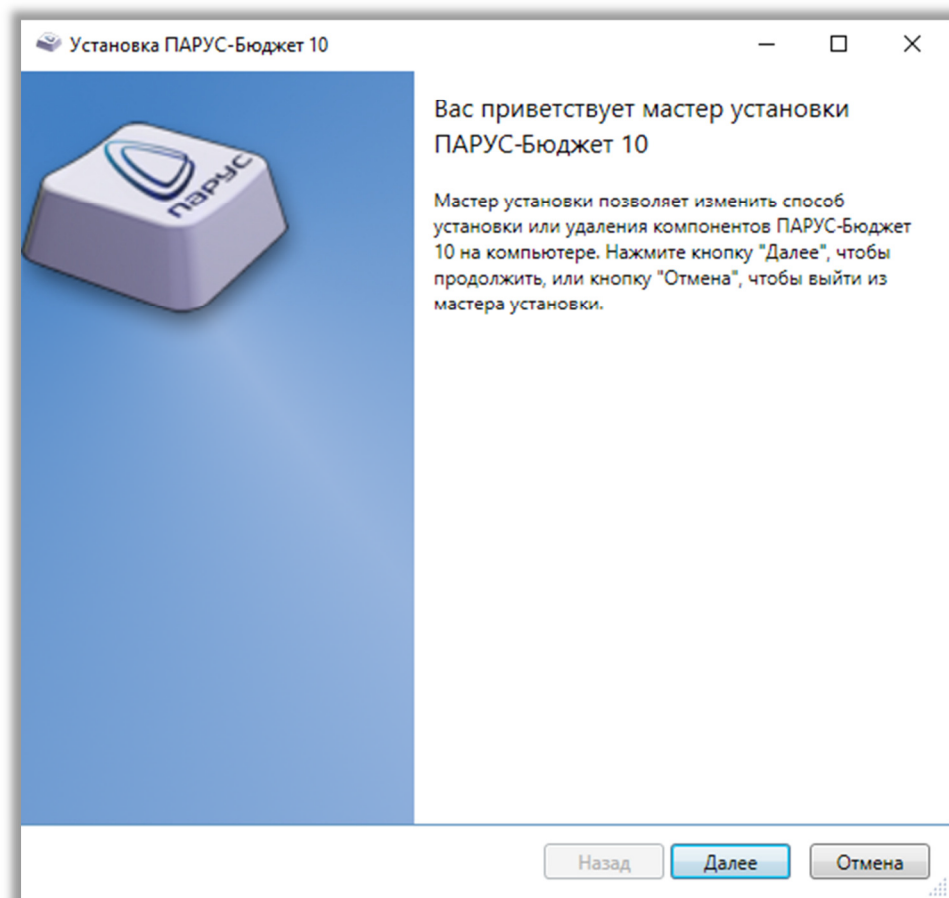 Установка ПАРУС-Бюджет 10
ПАРУС
Вас приветствует мастер установки
ПАРУС-Бюджет 10
Мастер установки позволяет изменить способ
установки или удаления компонентов ПАРУС-Бюджет
10 на компьютере. Нажмите кнопку "Далее", чтобы
продолжить, или кнопку "Отмена", чтобы выйти из
мастера установки.
Назад Далее Отмена